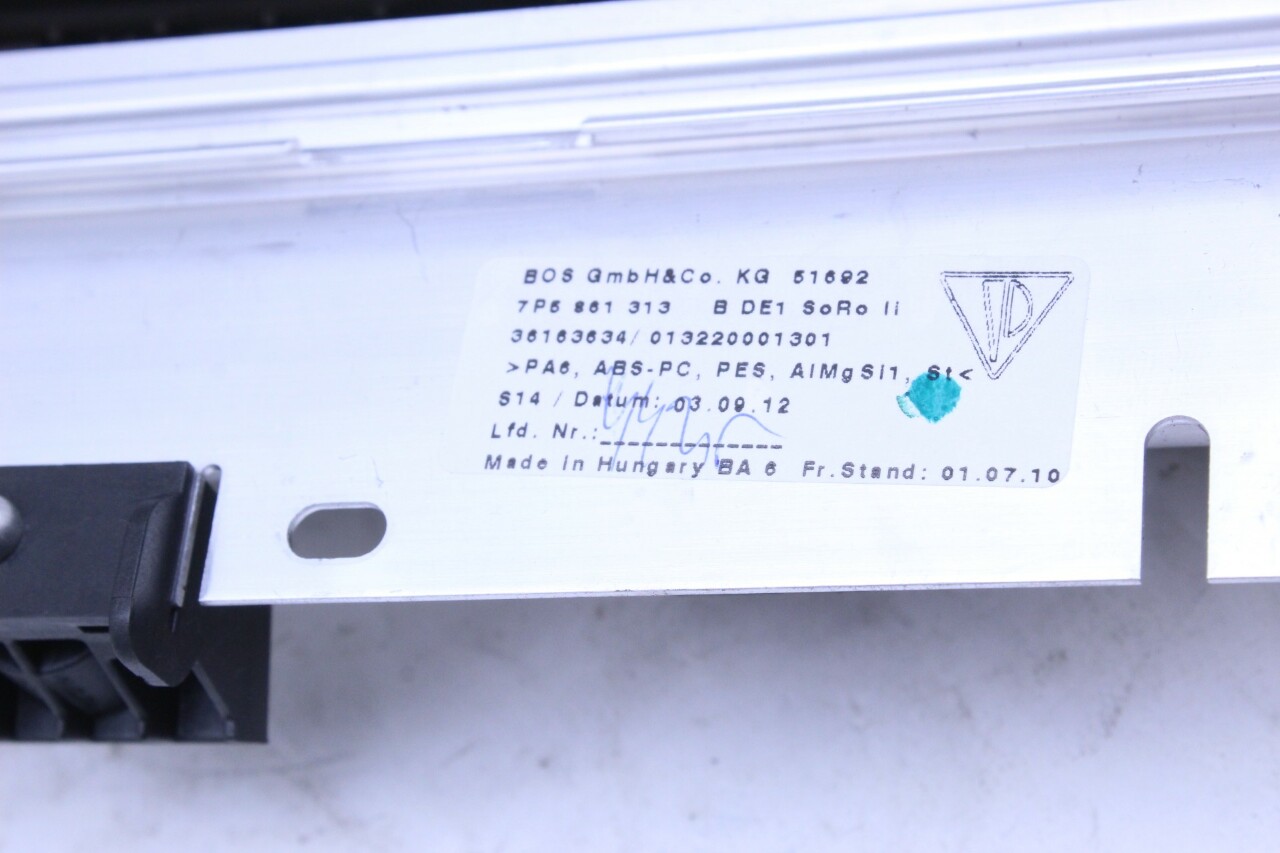 BOS GmbH&Co. KG 51692
7P5 861 313 B DE1 SoRo li
36163634/ 013220001301
>PA6, ABS-PC, PES, AlMgSi1, St<
S14 / Datum: 03.09.12
Lfd. Nr.:
Made in Hungary BA 6 Fr.Stand: 01.07.10